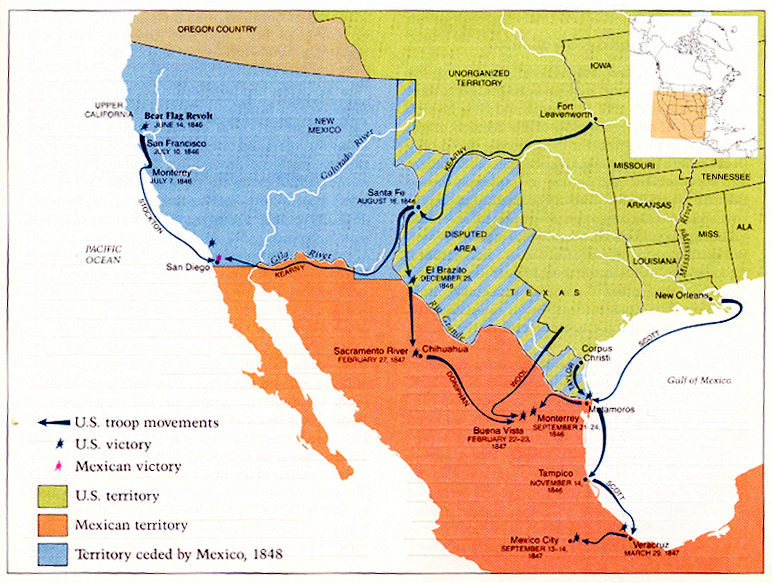 OREGON COUNTRY
UNORGANIZED
TERRITORY
IOWA
UPPER
CALIFORNIA
Bear Flag Revolt
JUNE 14, 1846
NEW
MEXICO
Fort
Leavenworth
San Francisco
JULY 10, 1846
Colorado River
KEARNY
MISSOURI
Monterey
JULY 7, 1846
TENNESSEE
Santa Fe
AUGUST 16, 1846
ARKANSAS
STOCKTON
Mississippi River
MISS.
ALA
DISPUTED
AREA
PACIFIC
OCEAN
LOUISIANA
San Diego
Gila River
KEARNY
El Brazito
DECEMBER 25,
1846
TEXAS
New Orleans
Rio Grande
SCOTT
Sacramento River
FEBRUARY 27, 1847
Chihuahua
Corpus
Christi
TAYLOR
Gulf of Mexico
DONIPHAN
WOOL
Matamoros
Buena Vista
FEBRUARY 22-23,
1847
Monterrey
SEPTEMBER 21-24,
1846
U.S. troop movements
U.S. victory
Mexican victory
U.S. territory
Mexican territory
Territory ceded by Mexico, 1848
Tampico
NOVEMBER 14,
1846
SCOTT
Mexico City
SEPTEMBER 13-14,
1847
Veracruz
MARCH 29, 1847